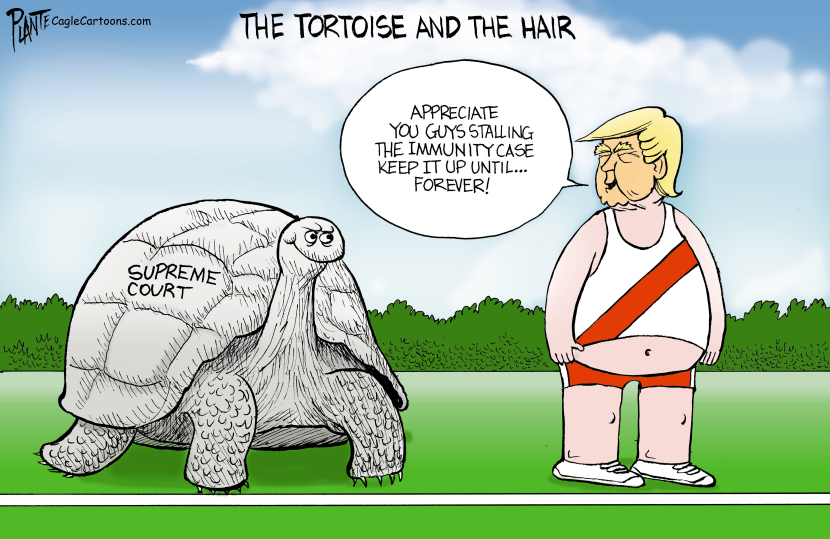 PLANTE CagleCartoons.com
THE TORTOISE AND THE HAIR
APPRECIATE
YOU GUYS STALLING
THE IMMUNITY CASE
KEEP IT UP UNTIL...
FOREVER!
SUPREME
COURT